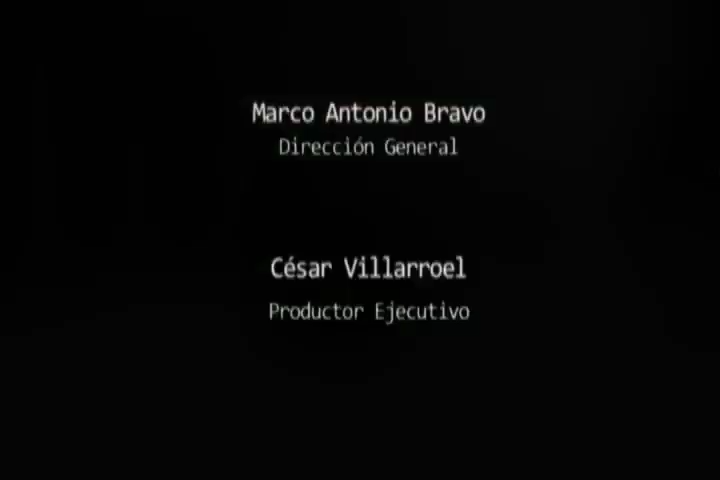 Marco Antonio Bravo
Dirección General
César Villarroel
Productor Ejecutivo